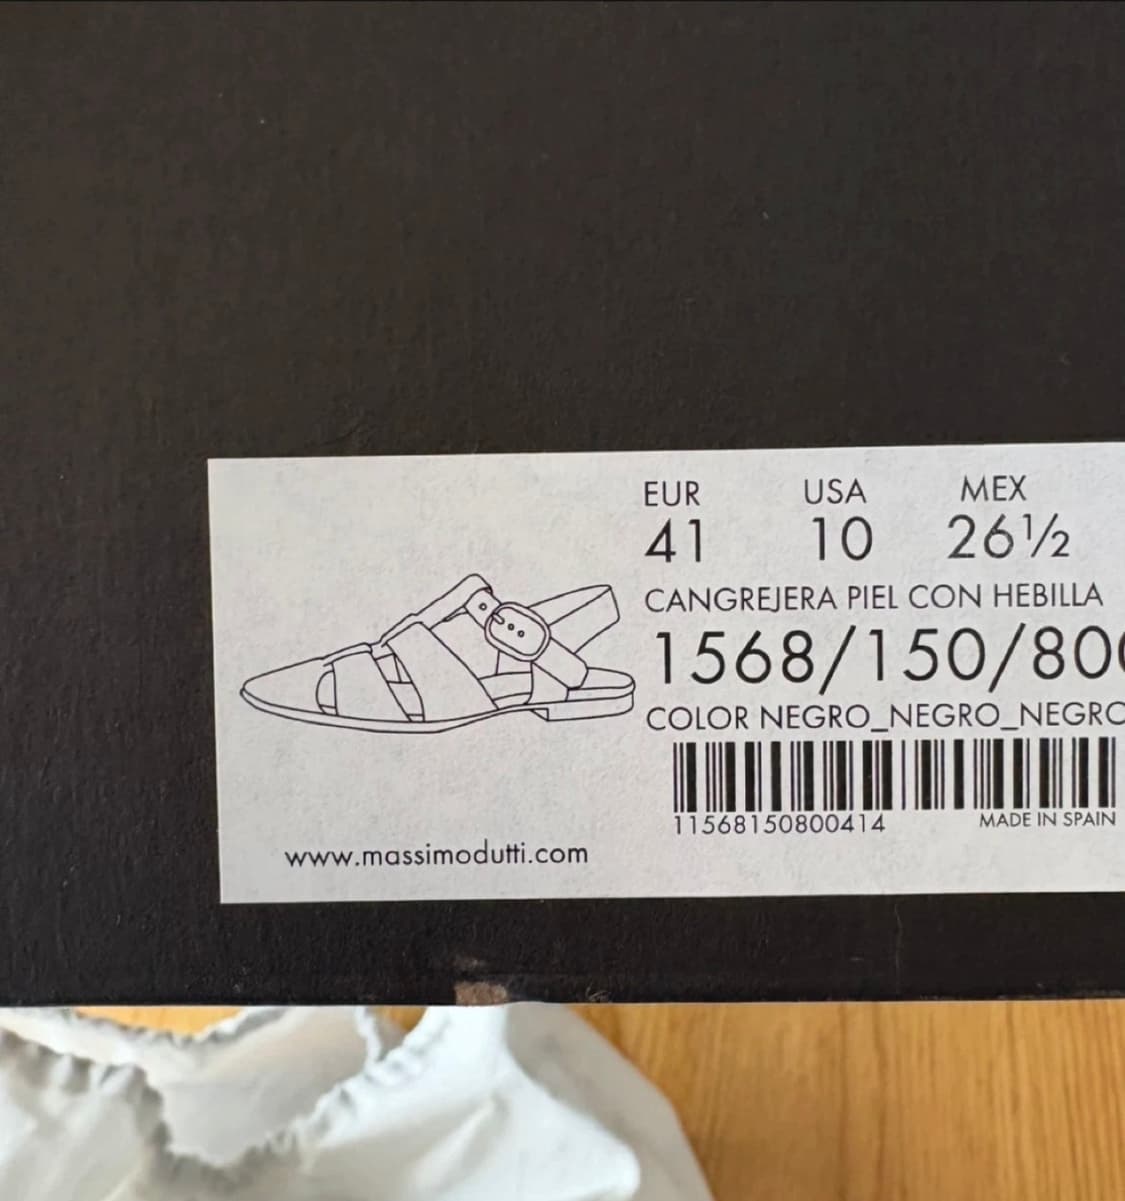 EUR USA MEX
41 10 26½
CANGREJERA PIEL CON HEBILLA
1568/150/80
COLOR NEGRO_NEGRO_NEGRO
11568150800414 MADE IN SPAIN
www.massimodutti.com